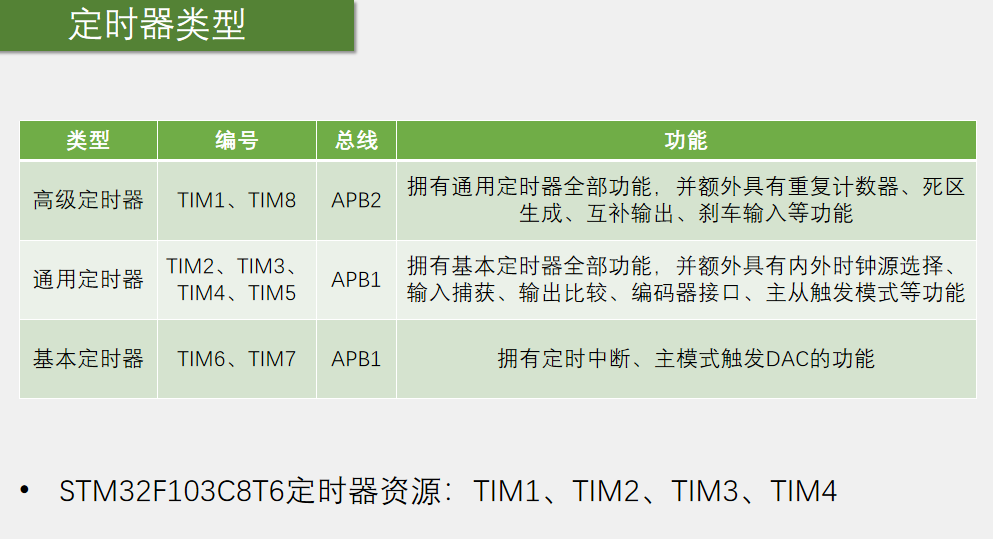 定时器类型
类型 编号 总线 功能
高级定时器 TIM1、TIM8 APB2 拥有通用定时器全部功能，并额外具有重复计数器、死区
生成、互补输出、刹车输入等功能
通用定时器 TIM2、TIM3、
TIM4、TIM5 APB1 拥有基本定时器全部功能，并额外具有内外时钟源选择、
输入捕获、输出比较、编码器接口、主从触发模式等功能
基本定时器 TIM6、TIM7 APB1 拥有定时中断、主模式触发DAC的功能
• STM32F103C8T6定时器资源：TIM1、TIM2、TIM3、TIM4